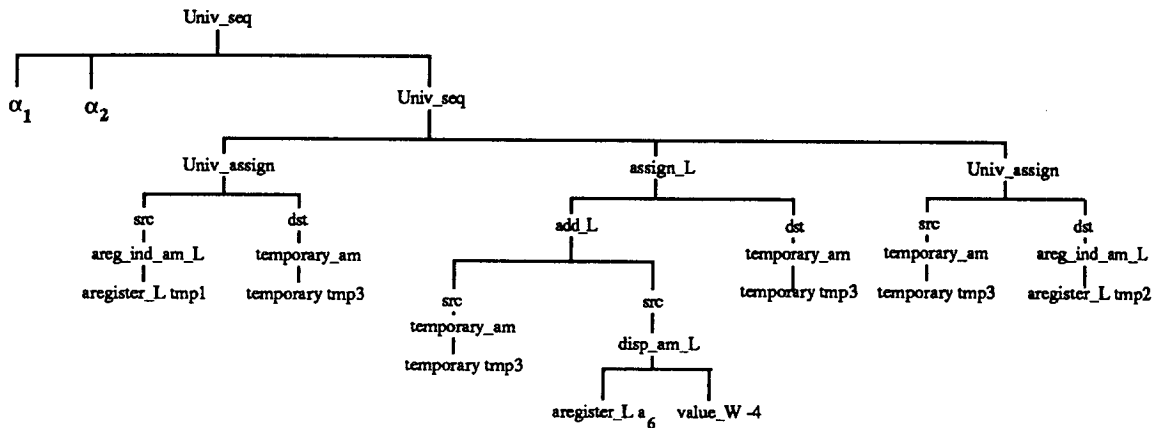 Univ_seq
α1 α2
Univ_seq
Univ_assign assign_L Univ_assign
src dst add_L dst src dst
areg_ind_am_L temporary_am temporary_am temporary_am areg_ind_am_L
aregister_L tmp1 temporary tmp3 src src temporary tmp3 temporary tmp3 aregister_L tmp2
temporary_am disp_am_L
temporary tmp3
aregister_L a6 value_W -4